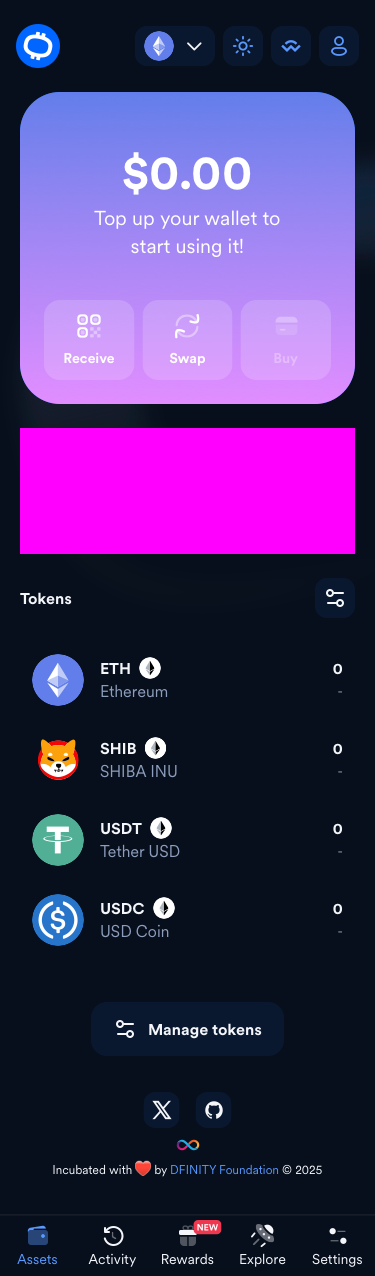 $0.00
Top up your wallet to
start using it!
Receive
Swap
Buy
Tokens
ETH
0
Ethereum
-
SHIB
0
SHIBA INU
-
USDT
0
Tether USD
-
USDC
0
USD Coin
-
Manage tokens
Incubated with ❤️ by DFINITY Foundation © 2025
NEW
Assets
Activity
Rewards
Explore
Settings